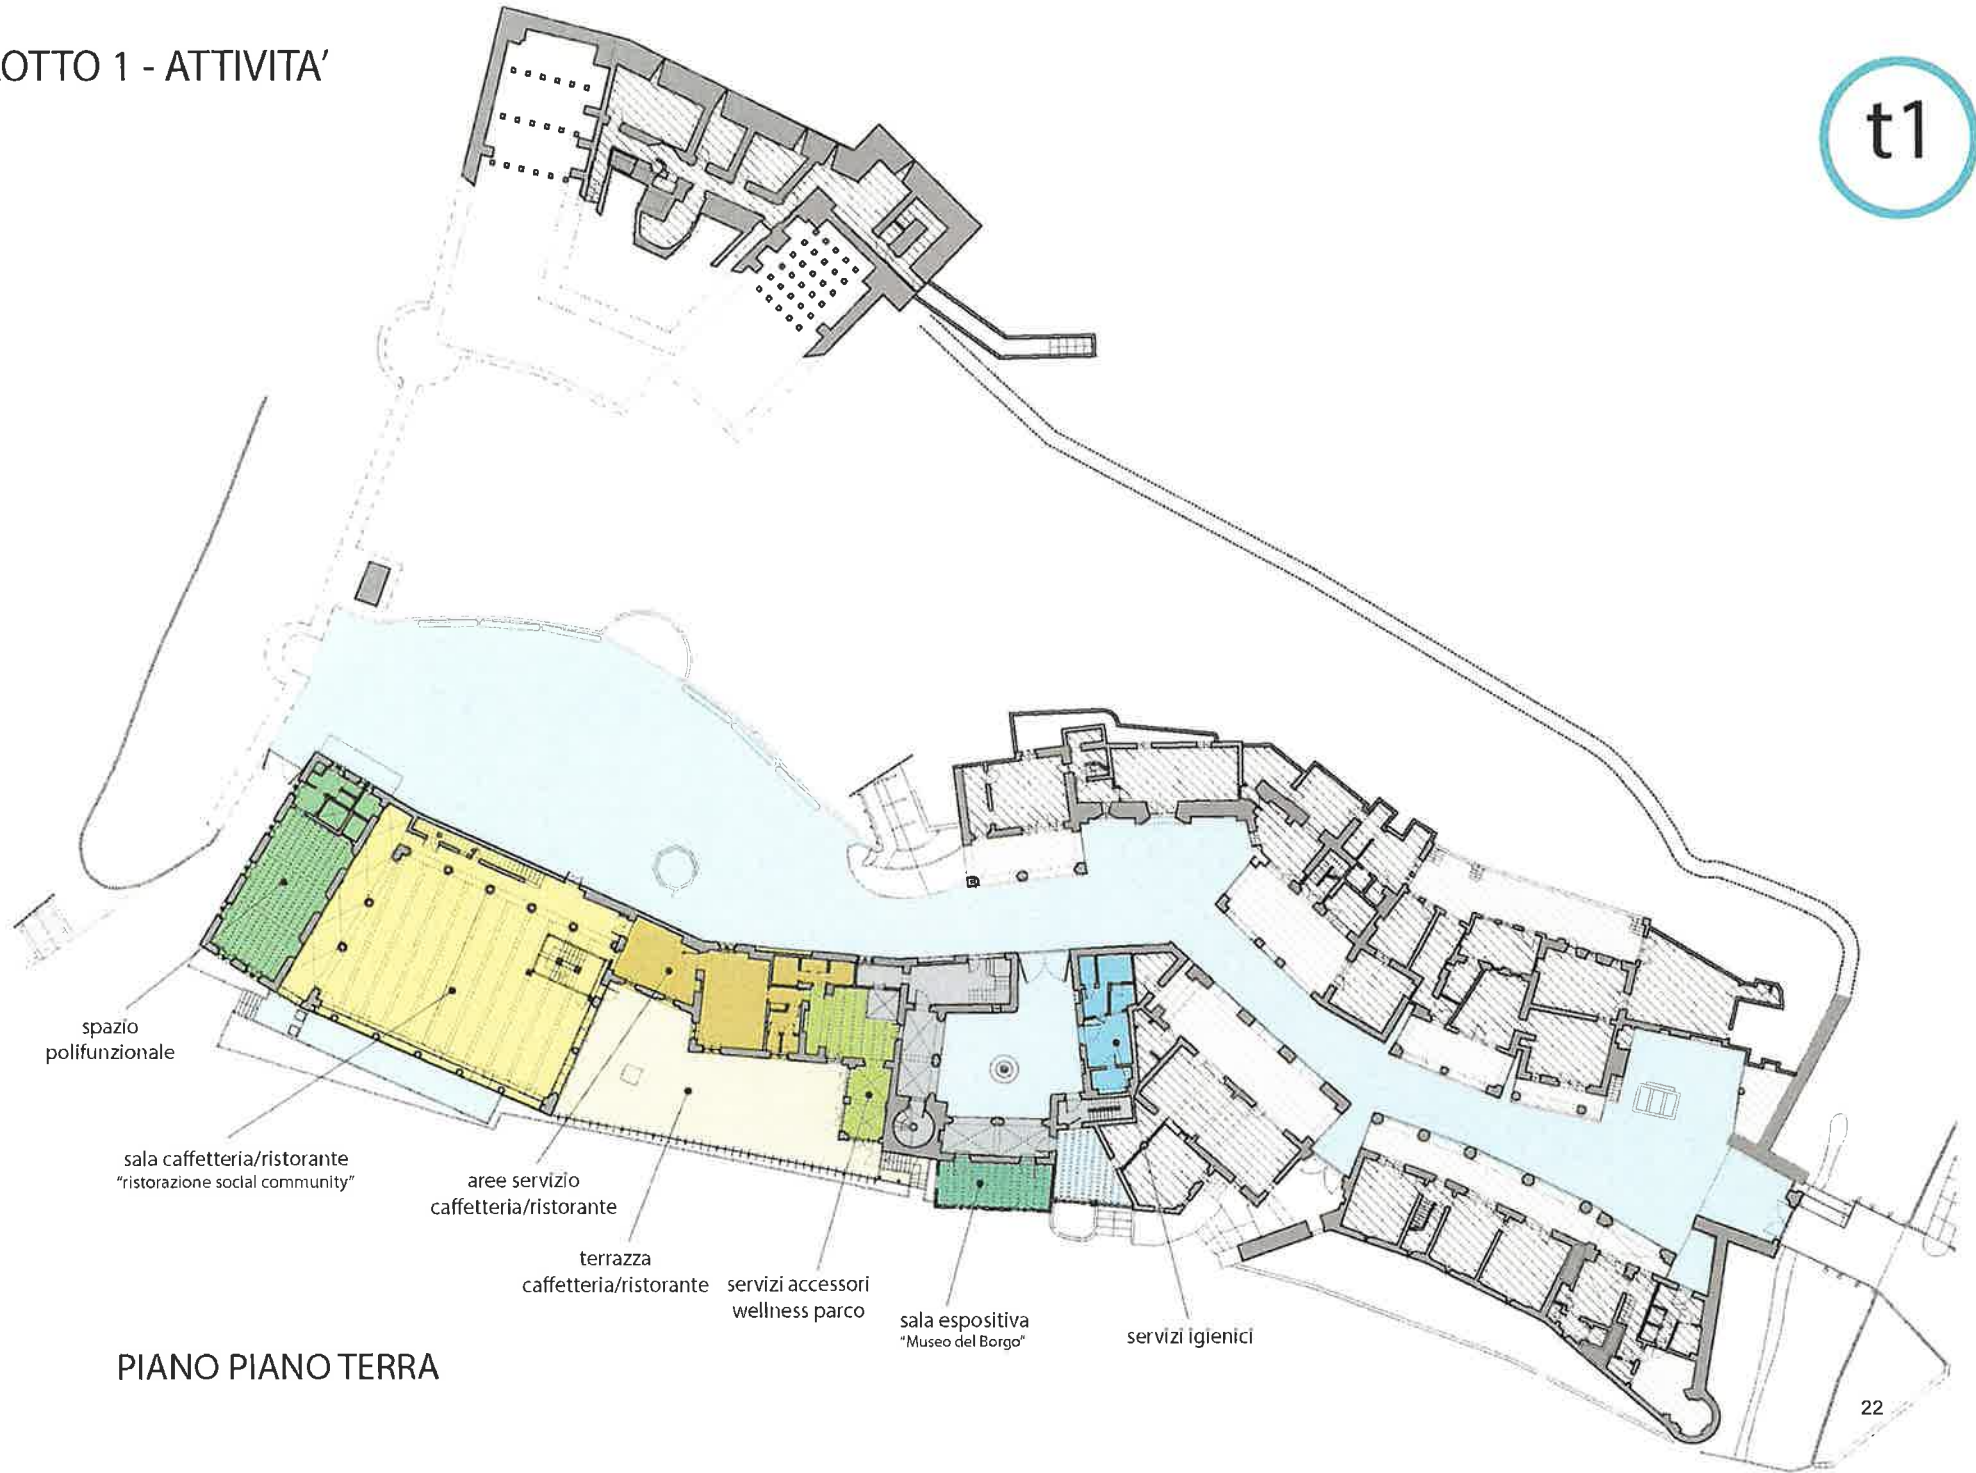 OTTO 1 - ATTIVITA'
t1
spazio
polifunzionale
sala caffetteria/ristorante
"ristorazione social community"
aree servizio
caffetteria/ristorante
terrazza
caffetteria/ristorante
servizi accessori
wellness parco
sala espositiva
"Museo del Borgo"
servizi igienici
PIANO PIANO TERRA
22